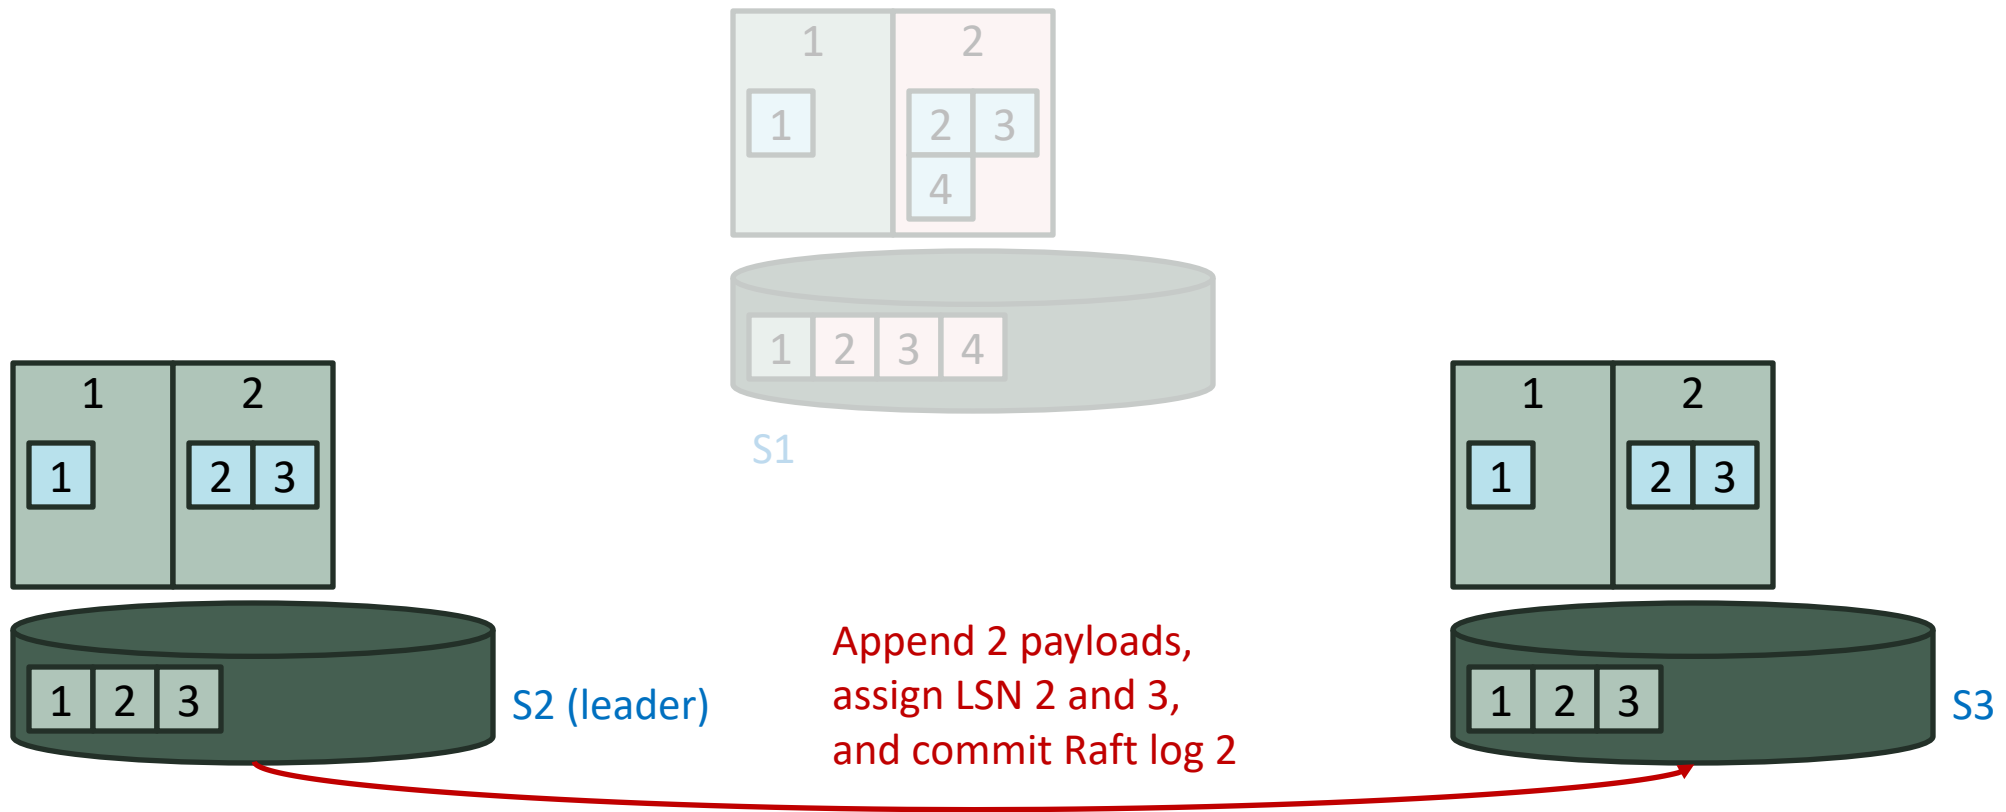 1 2
1 2 3
4
1 2 3 4
S1
1 2
1 2 3
1 2 3
S2 (leader)
Append 2 payloads,
assign LSN 2 and 3,
and commit Raft log 2
1 2
1 2 3
1 2 3
S3